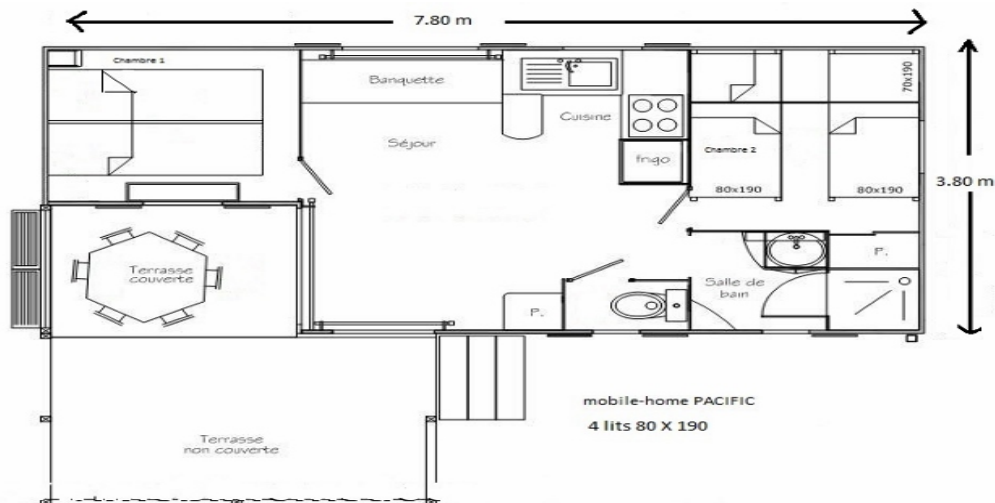 7.80 m
Chambre 1
Banquette
Cuisine
Séjour
frigo
70x190
Chambre 2
80x190
80x190
3.80 m
Terrasse
couverte
P.
Salle de
bain
P.
mobile-home PACIFIC
4 lits 80 X 190
Terrasse
non couverte